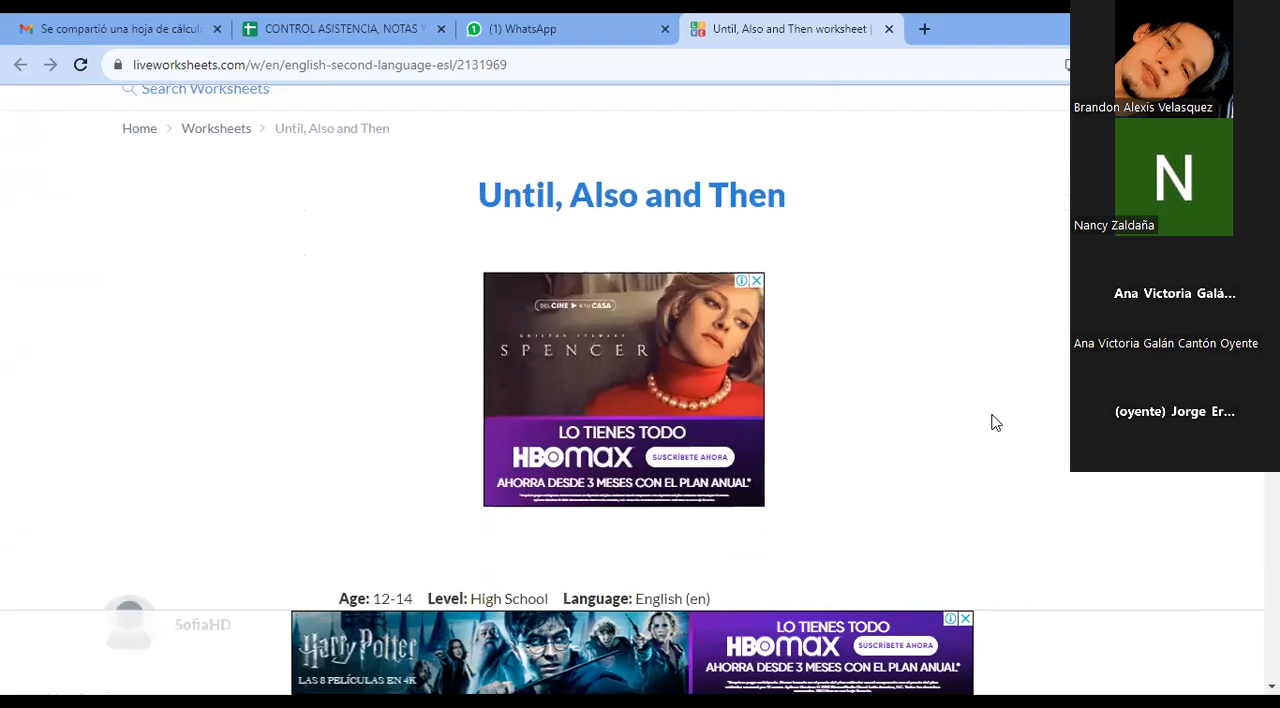 Se compartió una hoja de cálcu
CONTROL ASISTENCIA, NOTAS Y
(1) WhatsApp
Until, Also and Then worksheet |
liveworksheets.com/w/en/english-second-language-esl/2131969
Search Worksheets
Home > Worksheets > Until, Also and Then
Until, Also and Then
DEL CINE A TU CASA
KRISTEN STEWART
SPENCER
LO TIENES TODO
HBOmax SUSCRÍBETE AHORA
AHORRA DESDE 3 MESES CON EL PLAN ANUAL*
Age: 12-14 Level: High School Language: English (en)
SofiaHD
Harry Potter
LAS 8 PELÍCULAS EN 4K
LO TIENES TODO
HBOmax SUSCRÍBETE AHORA
AHORRA DESDE 3 MESES CON EL PLAN ANUAL*
Brandon Alexis Velasquez
N
Nancy Zaldaña
Ana Victoria Galá...
Ana Victoria Galán Cantón Oyente
(oyente) Jorge Er...